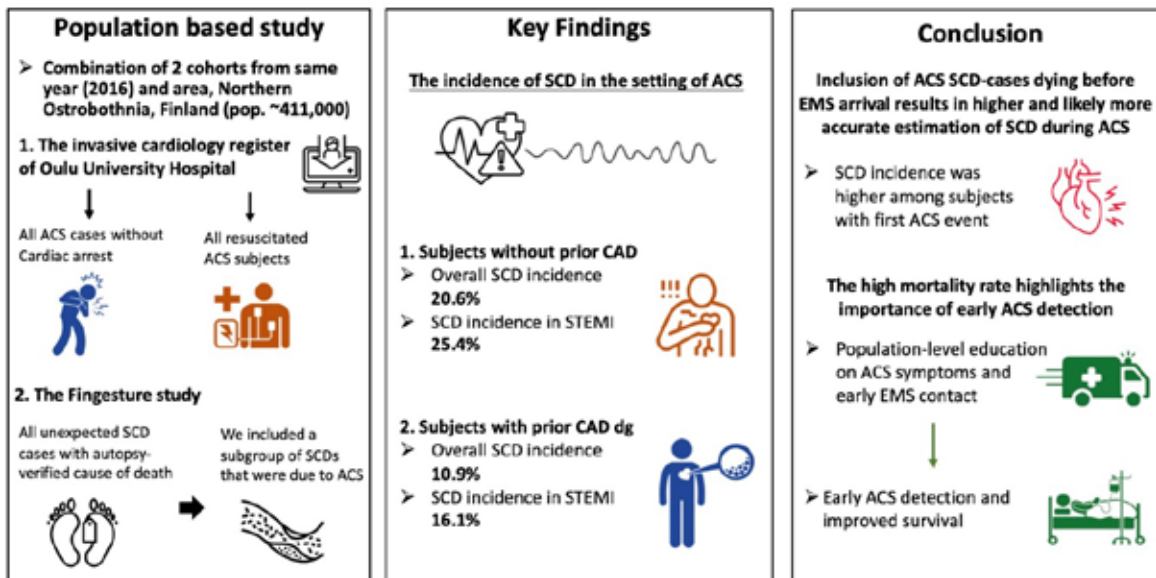 Population based study
➤ Combination of 2 cohorts from same
year (2016) and area, Northern
Ostrobothnia, Finland (pop. ~411,000)
1. The invasive cardiology register
of Oulu University Hospital
All ACS cases without
Cardiac arrest
All resuscitated
ACS subjects
2. The Fingesture study
All unexpected SCD
cases with autopsy-
verified cause of death
We included a
subgroup of SCDs
that were due to ACS
Key Findings
The incidence of SCD in the setting of ACS
1. Subjects without prior CAD
➤ Overall SCD incidence
20.6%
➤ SCD incidence in STEMI
25.4%
!!!
2. Subjects with prior CAD dg
➤ Overall SCD incidence
10.9%
➤ SCD incidence in STEMI
16.1%
Conclusion
Inclusion of ACS SCD-cases dying before
EMS arrival results in higher and likely more
accurate estimation of SCD during ACS
➤ SCD incidence was
higher among subjects
with first ACS event
The high mortality rate highlights the
importance of early ACS detection
➤ Population-level education
on ACS symptoms and
early EMS contact
➤ Early ACS detection and
improved survival